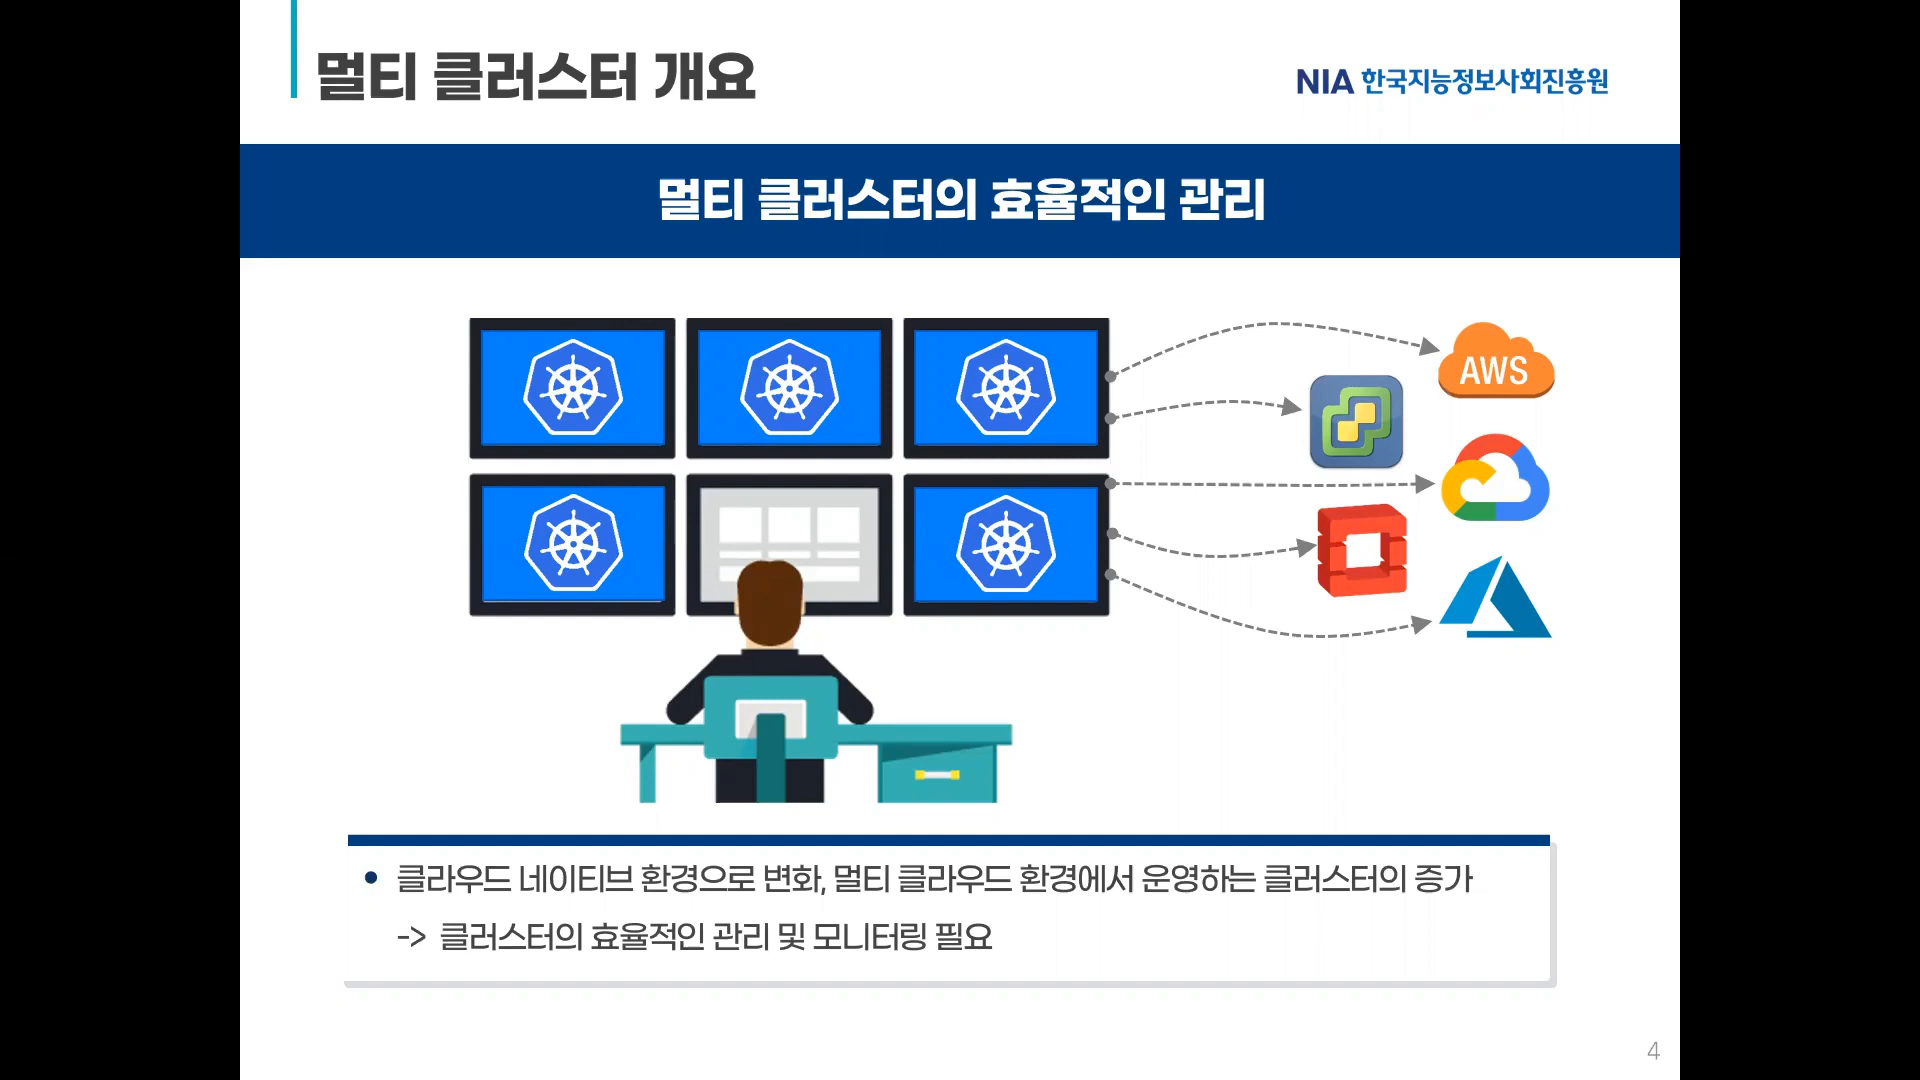 멀티 클러스터 개요
NIA 한국지능정보사회진흥원
멀티 클러스터의 효율적인 관리
AWS
• 클라우드 네이티브 환경으로 변화, 멀티 클라우드 환경에서 운영하는 클러스터의 증가
-> 클러스터의 효율적인 관리 및 모니터링 필요
4